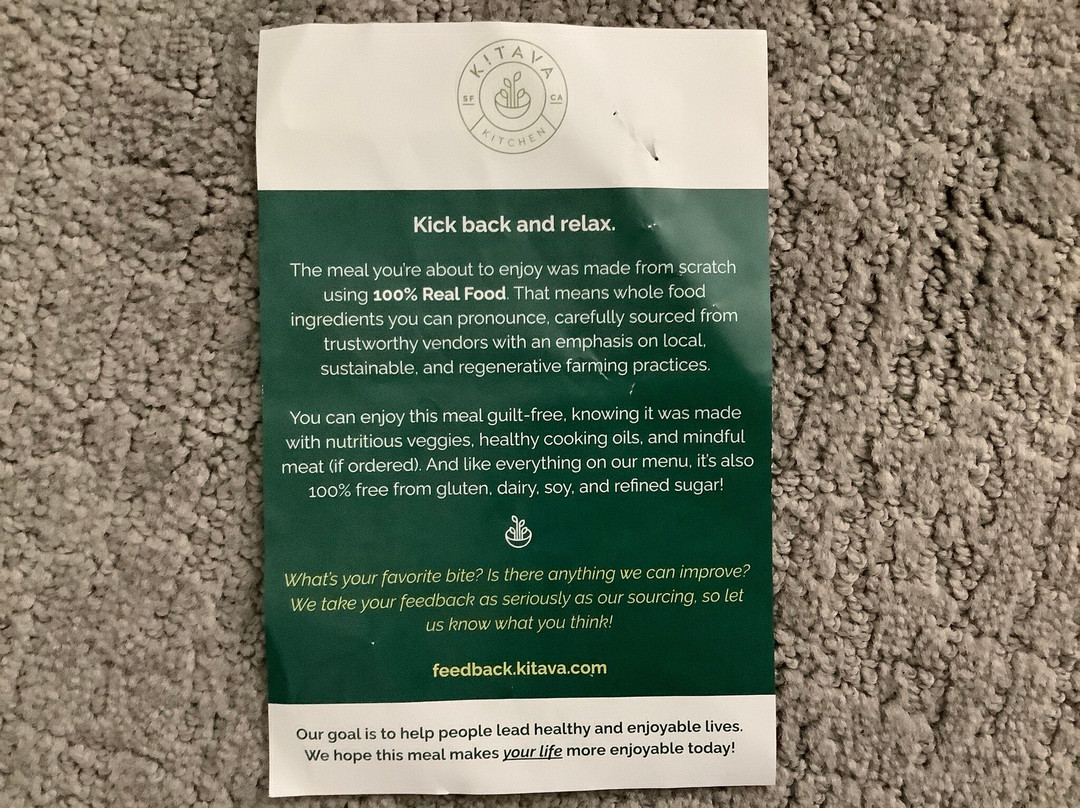 KITAVA
SF CA
KITCHEN
Kick back and relax.
The meal you're about to enjoy was made from scratch
using 100% Real Food. That means whole food
ingredients you can pronounce, carefully sourced from
trustworthy vendors with an emphasis on local,
sustainable, and regenerative farming practices.
You can enjoy this meal guilt-free, knowing it was made
with nutritious veggies, healthy cooking oils, and mindful
meat (if ordered). And like everything on our menu, it's also
100% free from gluten, dairy, soy, and refined sugar!
What's your favorite bite? Is there anything we can improve?
We take your feedback as seriously as our sourcing, so let
us know what you think!
feedback.kitava.com
Our goal is to help people lead healthy and enjoyable lives.
We hope this meal makes your life more enjoyable today!